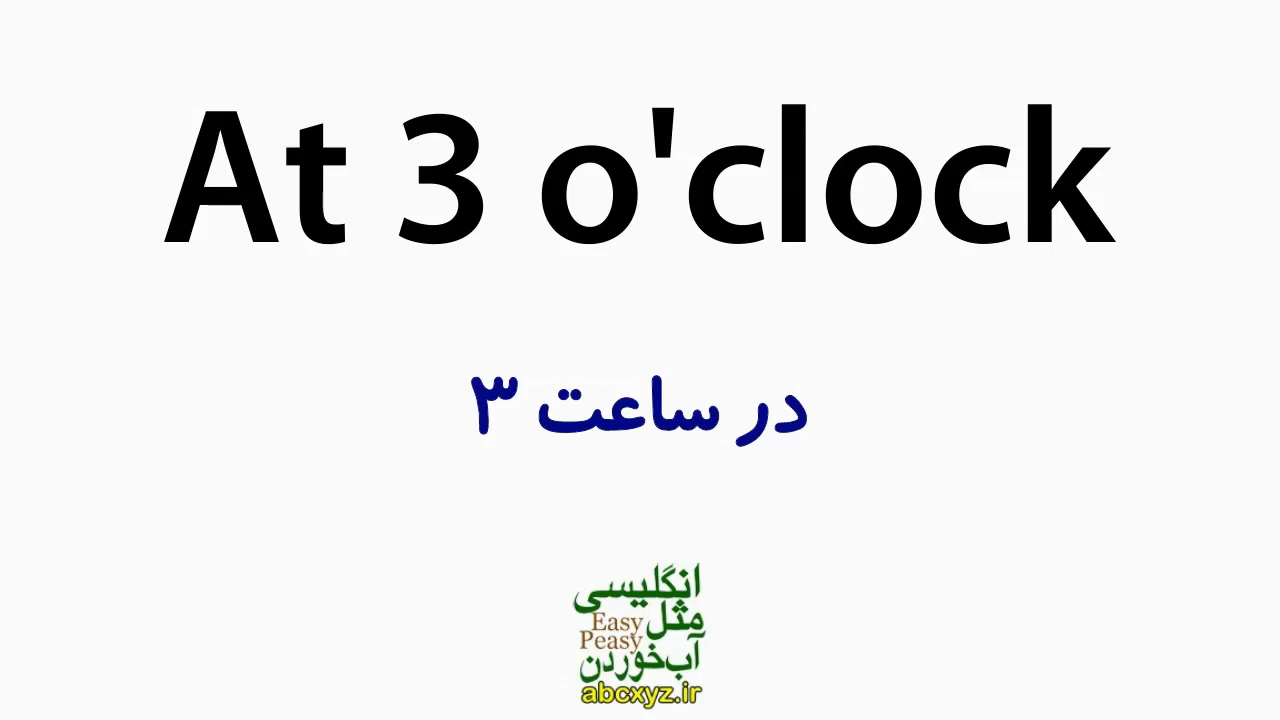 At 3 o'clock
در ساعت ۳
انگلیسی
مثل Easy
Peasy
آب‌خوردن
abcxyz.ir